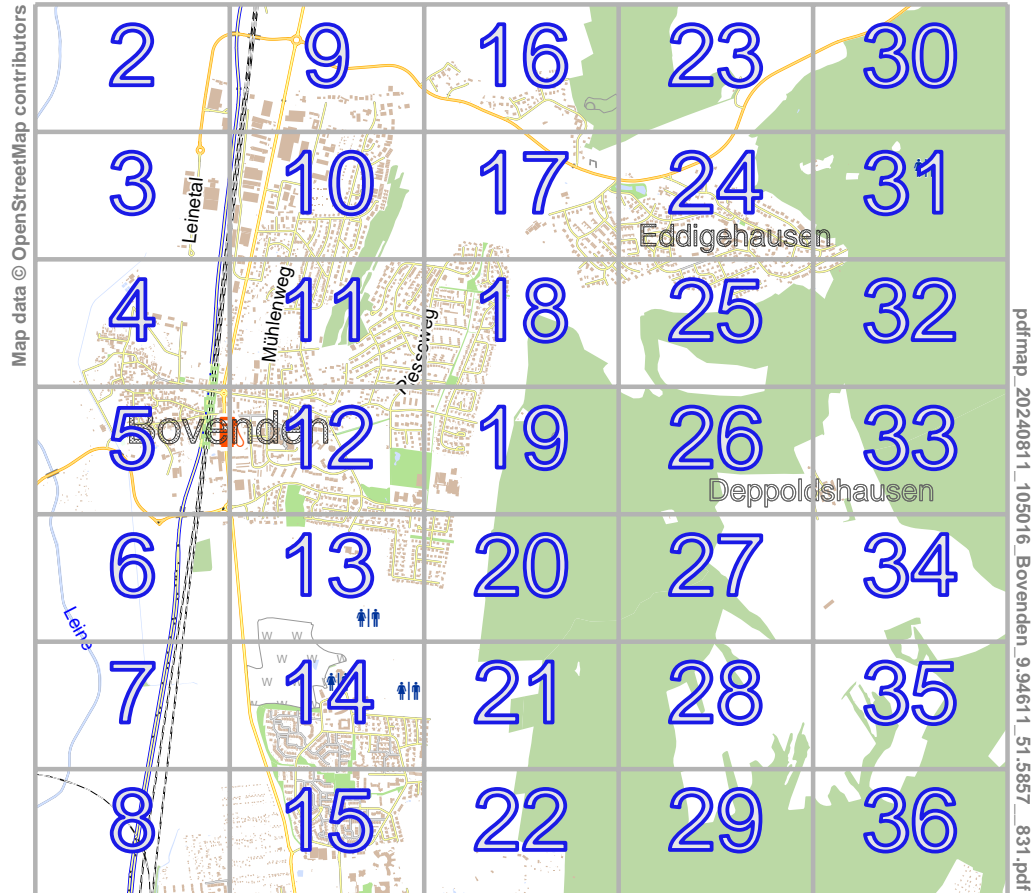 Map data © OpenStreetMap contributors
2 9 16 23 30
3 10 17 24 31
Leinetal
Eddigehausen
4 11 18 25 32
Mühlenweg
Plesseweg
5 12 19 26 33
Bovenden
Deppoldshausen
6 13 20 27 34
Leine
W W
W W W
W W
7 14 21 28 35
8 15 22 29 36
pdfmap_20240811_105016_Bovenden_9.94611_51.5857__831.pdf